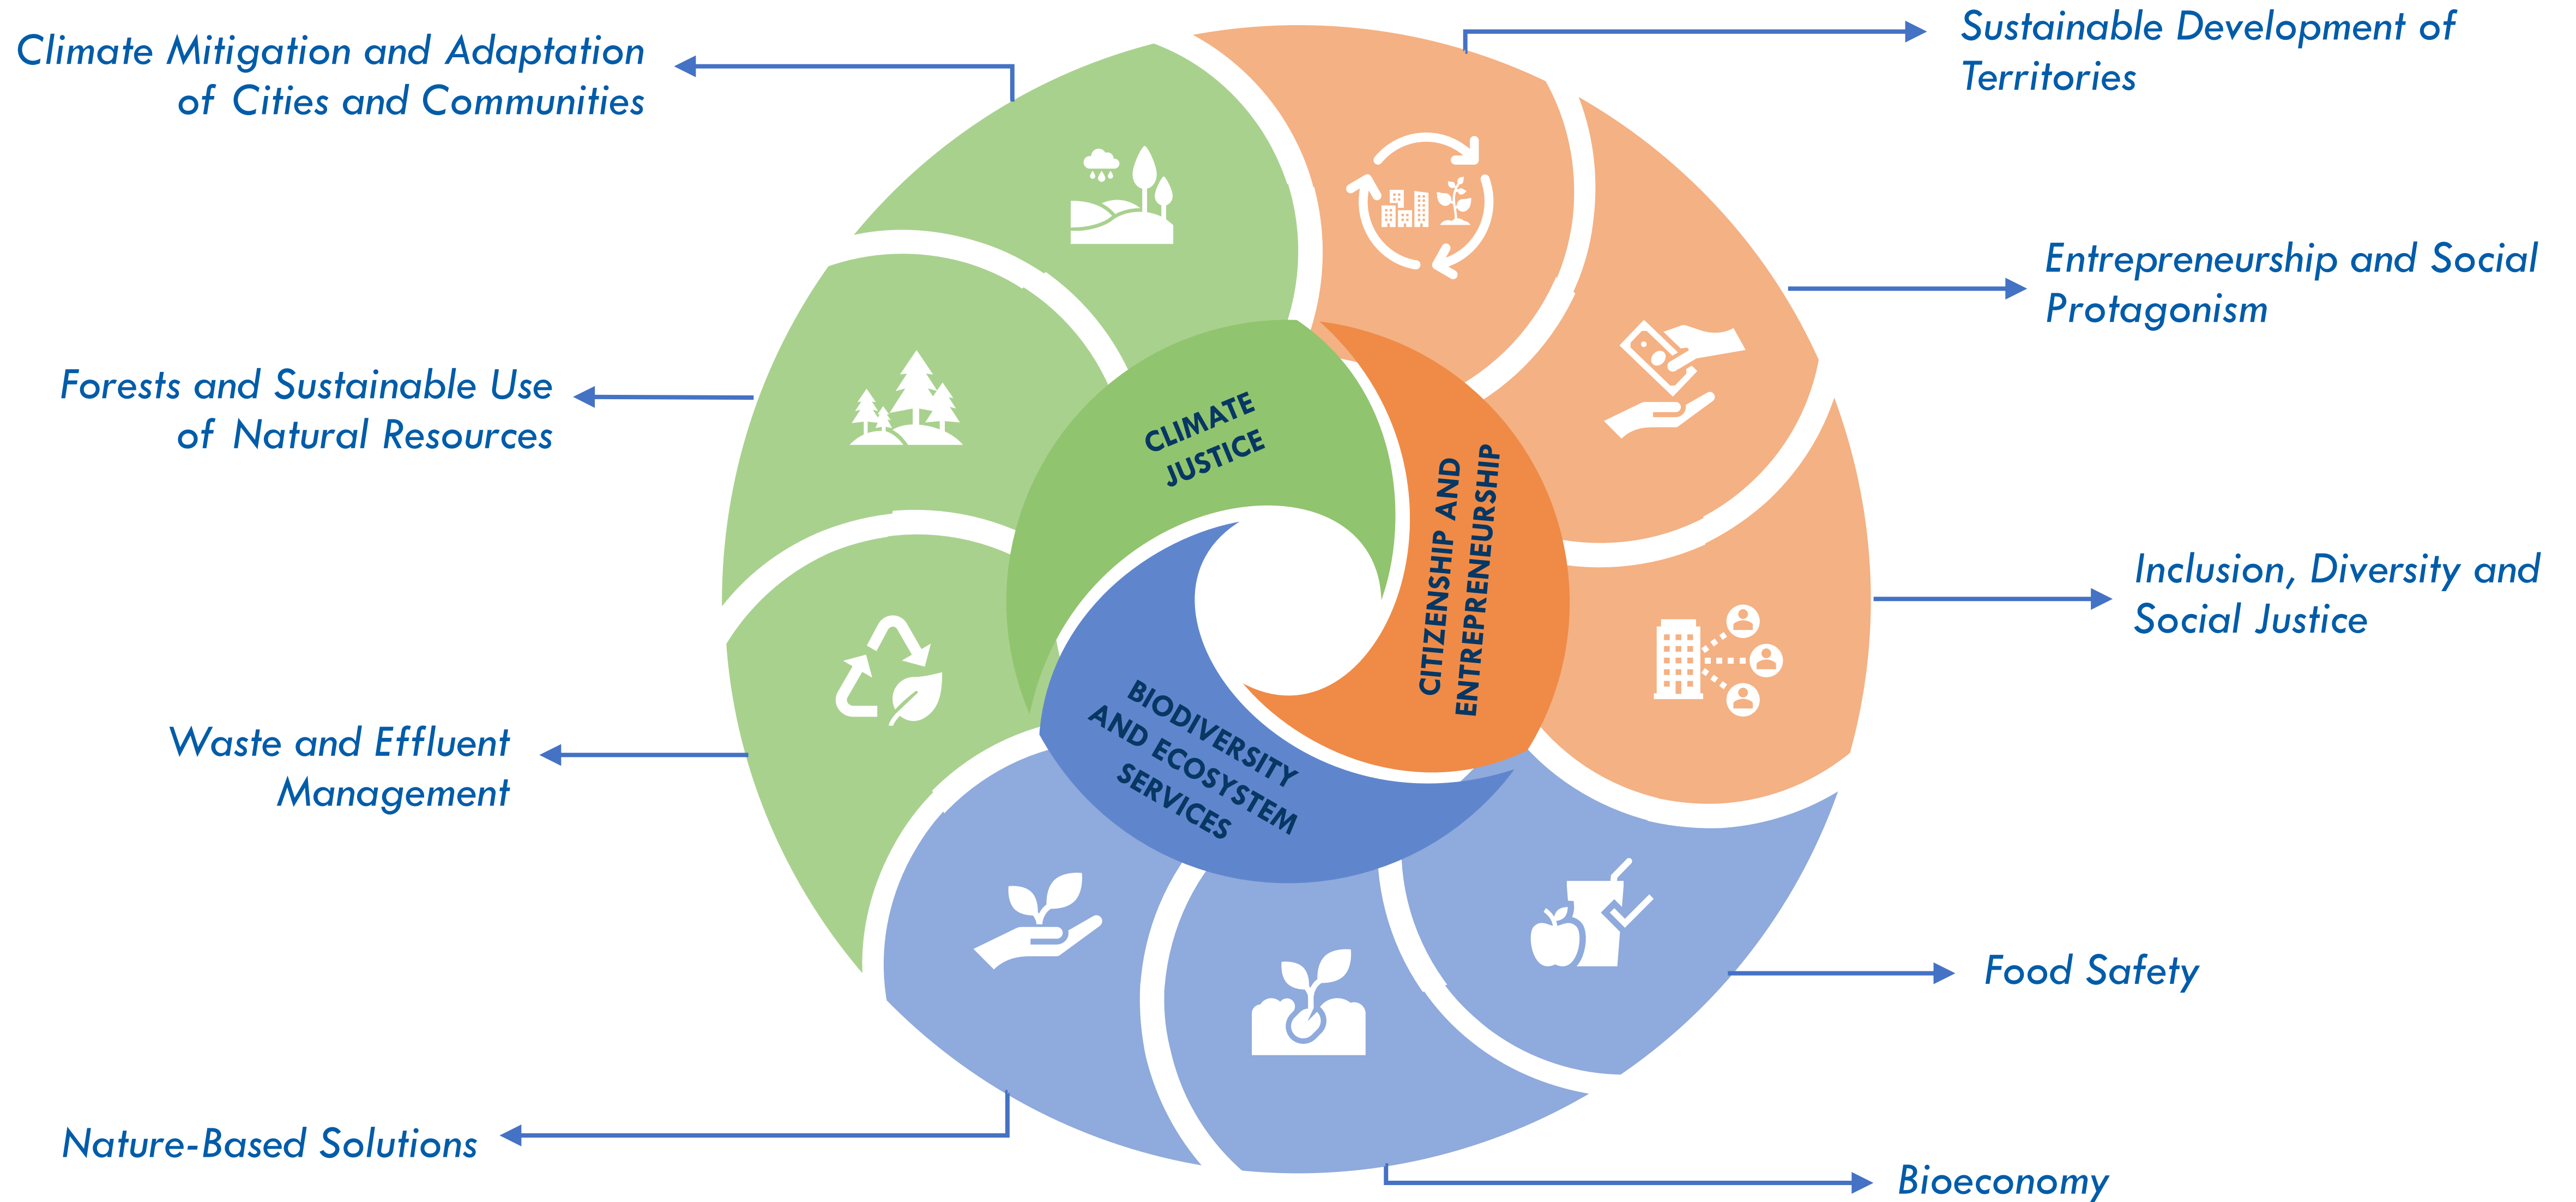 Climate Mitigation and Adaptation
of Cities and Communities
Forests and Sustainable Use
of Natural Resources
Waste and Effluent
Management
Nature-Based Solutions
CLIMATE
JUSTICE
CITIZENSHIP AND
ENTREPRENEURSHIP
BIODIVERSITY
AND ECOSYSTEM
SERVICES
Sustainable Development of
Territories
Entrepreneurship and Social
Protagonism
Inclusion, Diversity and
Social Justice
Food Safety
Bioeconomy